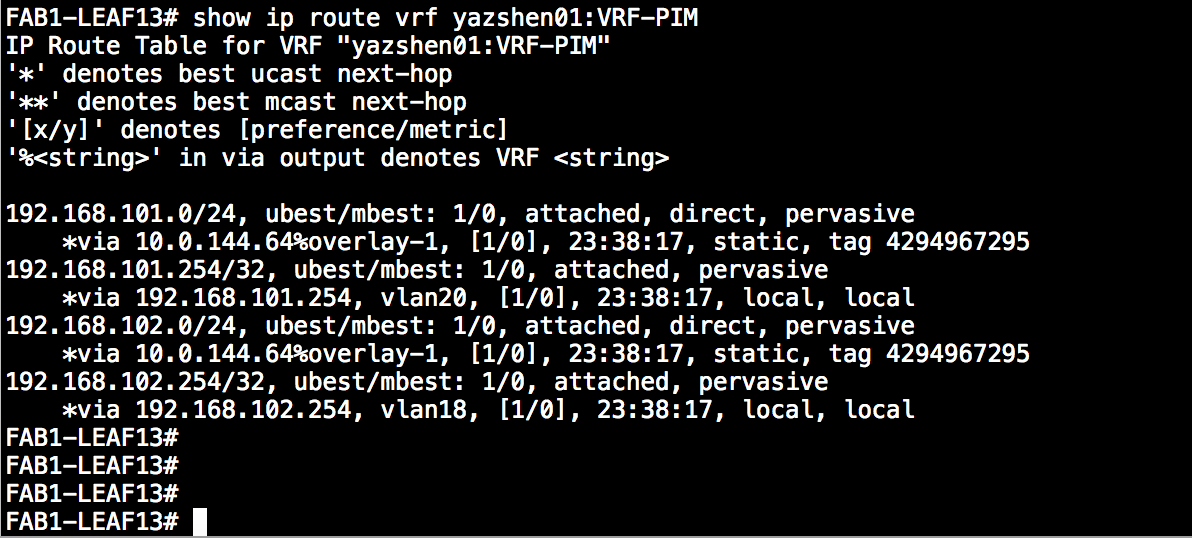 FAB1-LEAF13# show ip route vrf yazshen01:VRF-PIM
IP Route Table for VRF "yazshen01:VRF-PIM"
'*' denotes best ucast next-hop
'**' denotes best mcast next-hop
'[x/y]' denotes [preference/metric]
'%<string>' in via output denotes VRF <string>

192.168.101.0/24, ubest/mbest: 1/0, attached, direct, pervasive
    *via 10.0.144.64%overlay-1, [1/0], 23:38:17, static, tag 4294967295
192.168.101.254/32, ubest/mbest: 1/0, attached, pervasive
    *via 192.168.101.254, vlan20, [1/0], 23:38:17, local, local
192.168.102.0/24, ubest/mbest: 1/0, attached, direct, pervasive
    *via 10.0.144.64%overlay-1, [1/0], 23:38:17, static, tag 4294967295
192.168.102.254/32, ubest/mbest: 1/0, attached, pervasive
    *via 192.168.102.254, vlan18, [1/0], 23:38:17, local, local
FAB1-LEAF13#
FAB1-LEAF13#
FAB1-LEAF13#
FAB1-LEAF13#